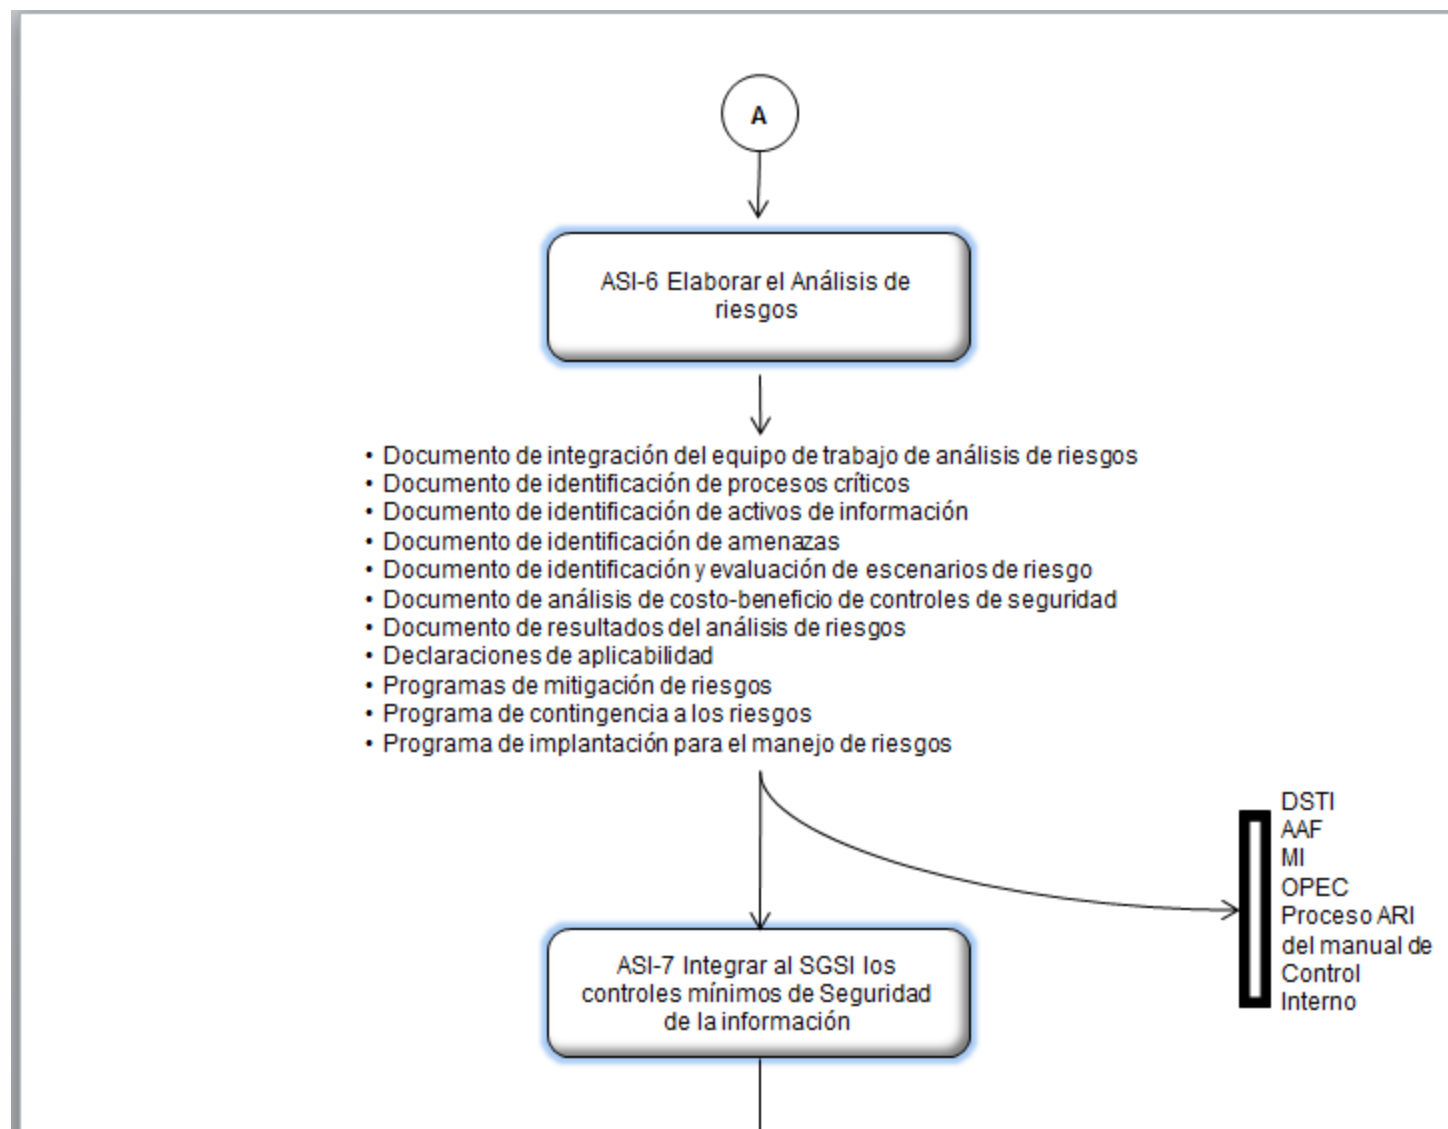 A
ASI-6 Elaborar el Análisis de
riesgos
• Documento de integración del equipo de trabajo de análisis de riesgos
• Documento de identificación de procesos críticos
• Documento de identificación de activos de información
• Documento de identificación de amenazas
• Documento de identificación y evaluación de escenarios de riesgo
• Documento de análisis de costo-beneficio de controles de seguridad
• Documento de resultados del análisis de riesgos
• Declaraciones de aplicabilidad
• Programas de mitigación de riesgos
• Programa de contingencia a los riesgos
• Programa de implantación para el manejo de riesgos
DSTI
AAF
MI
OPEC
Proceso ARI
del manual de
Control
Interno
ASI-7 Integrar al SGSI los
controles mínimos de Seguridad
de la información